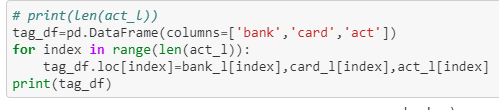 # print(len(act_l))
tag_df=pd.DataFrame(columns=['bank','card','act'])
for index in range(len(act_l)):
    tag_df.loc[index]=bank_l[index],card_l[index],act_l[index]
print(tag_df)